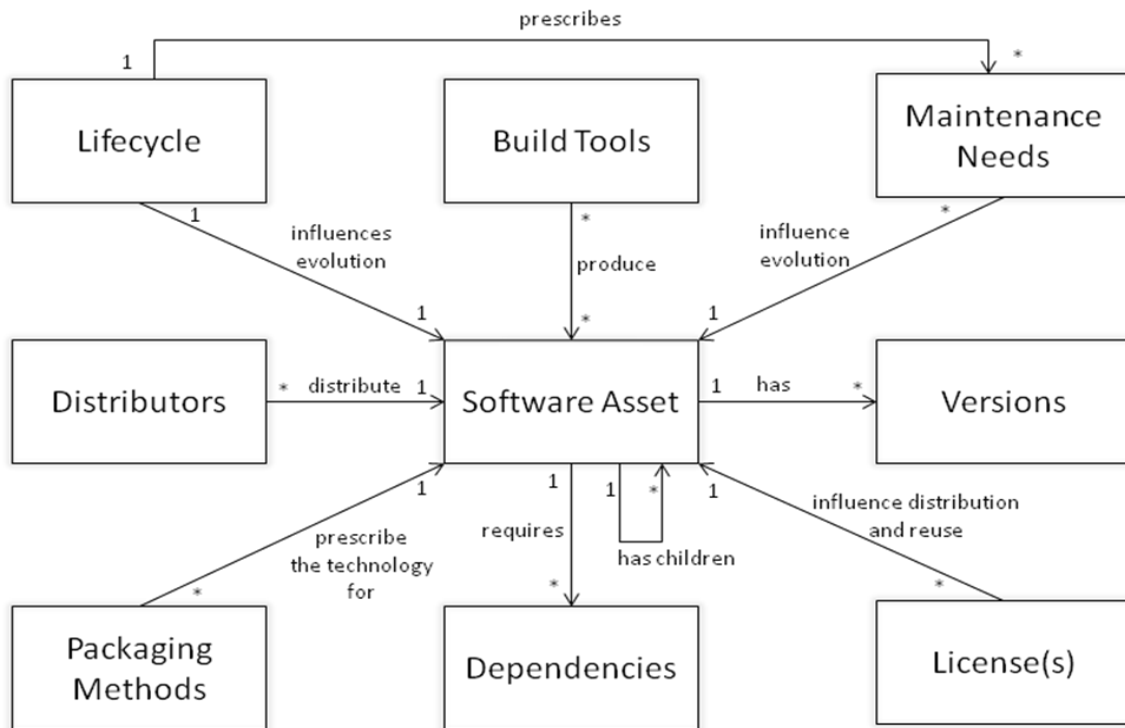 prescribes
1
*
Lifecycle
Build Tools
Maintenance
Needs
1
*
*
influences
evolution
produce
influence
evolution
1
*
1
Distributors
* distribute 1
Software Asset
1 has *
Versions
1
1
1
*
1
prescribe
the technology
for
requires
has children
influence distribution
and reuse
*
*
*
Packaging
Methods
Dependencies
License(s)